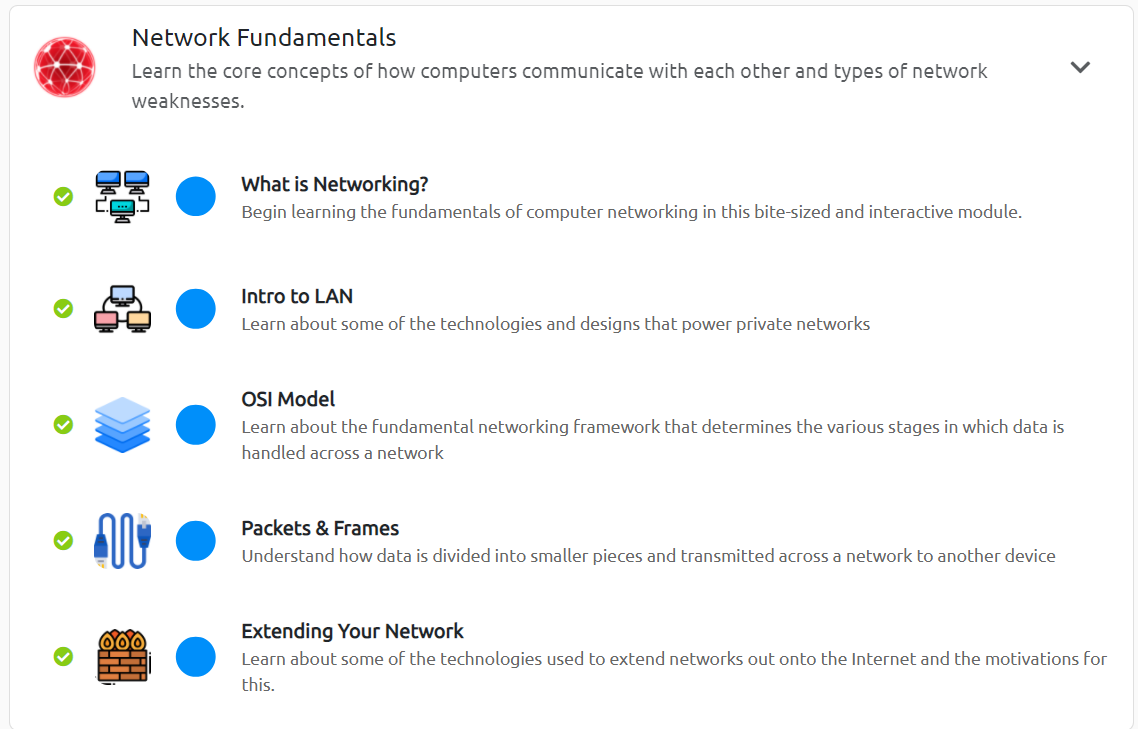 Network Fundamentals
Learn the core concepts of how computers communicate with each other and types of network
weaknesses.
What is Networking?
Begin learning the fundamentals of computer networking in this bite-sized and interactive module.
Intro to LAN
Learn about some of the technologies and designs that power private networks
OSI Model
Learn about the fundamental networking framework that determines the various stages in which data is
handled across a network
Packets & Frames
Understand how data is divided into smaller pieces and transmitted across a network to another device
Extending Your Network
Learn about some of the technologies used to extend networks out onto the Internet and the motivations for
this.